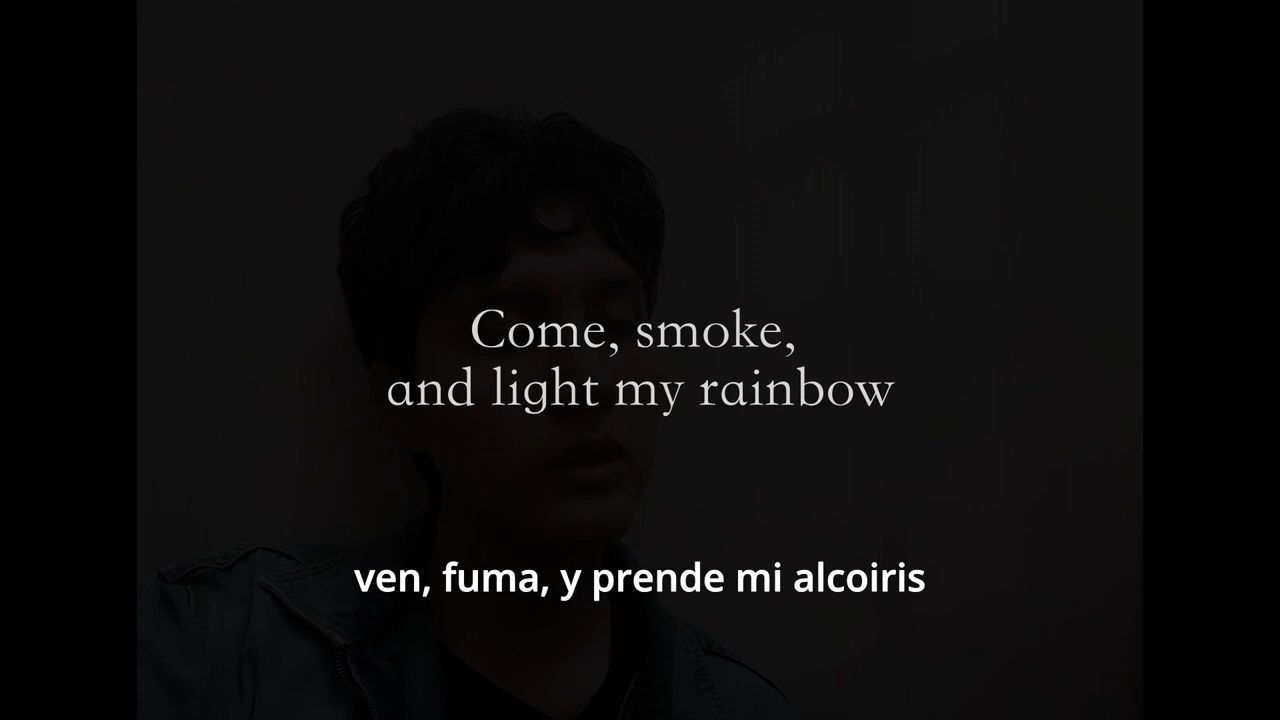 Come, smoke,
and light my rainbow
ven, fuma, y prende mi alcoiris